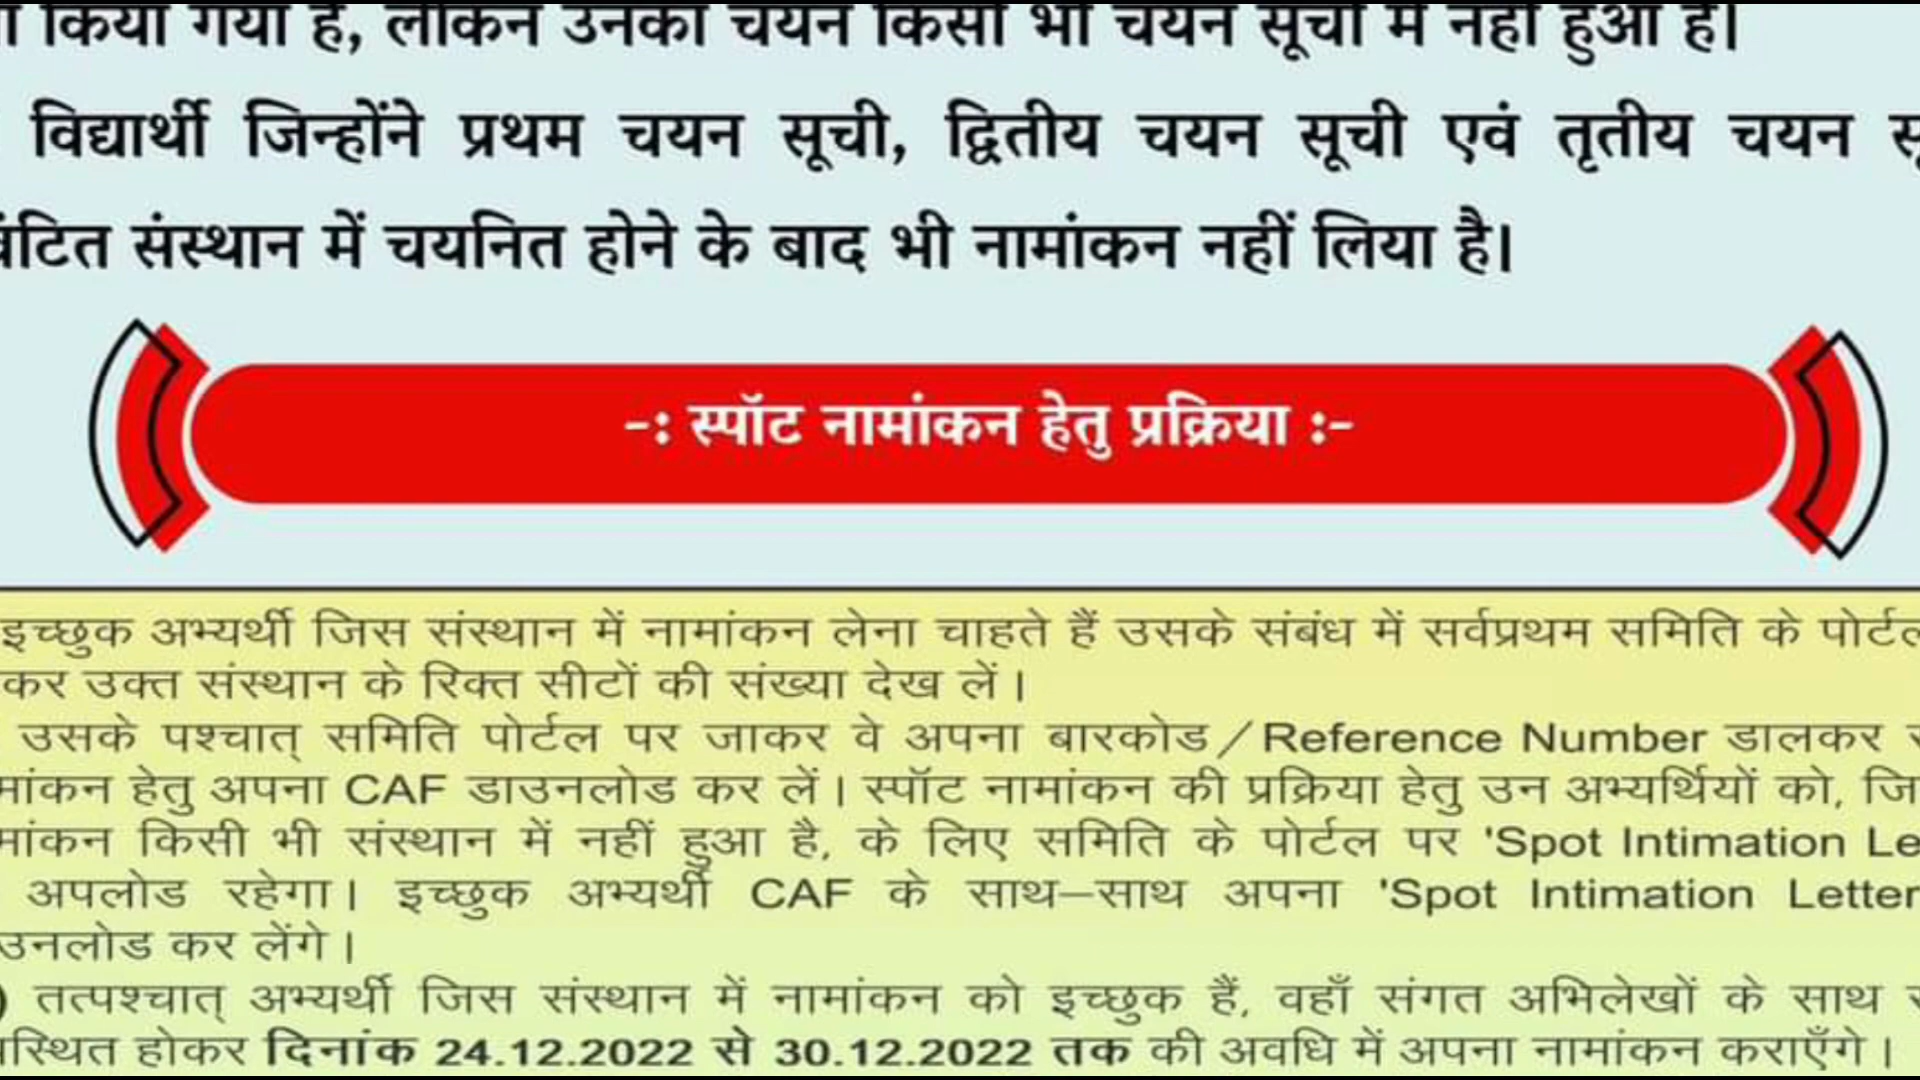 किया गया है, लेकिन उनका चयन किसी भी चयन सूची में नहीं हुआ है।
विद्यार्थी जिन्होंने प्रथम चयन सूची, द्वितीय चयन सूची एवं तृतीय चयन
संस्थान में चयनित होने के बाद भी नामांकन नहीं लिया है।
-: स्पॉट नामांकन हेतु प्रक्रिया :-
इच्छुक अभ्यर्थी जिस संस्थान में नामांकन लेना चाहते हैं उसके संबंध में सर्वप्रथम समिति के पोर्टल
कर उक्त संस्थान के रिक्त सीटों की संख्या देख लें।
उसके पश्चात् समिति पोर्टल पर जाकर वे अपना बारकोड/Reference Number डालकर
हेतु अपना CAF डाउनलोड कर लें। स्पॉट नामांकन की प्रक्रिया हेतु उन अभ्यर्थियों को,
किसी भी संस्थान में नहीं हुआ है, के लिए समिति के पोर्टल पर 'Spot Intimation
अपलोड रहेगा। इच्छुक अभ्यर्थी CAF के साथ–साथ अपना 'Spot Intimation Letter
कर लेंगे।
) तत्पश्चात् अभ्यर्थी जिस संस्थान में नामांकन को इच्छुक हैं, वहाँ संगत अभिलेखों के साथ
होकर दिनांक 24.12.2022 से 30.12.2022 तक की अवधि में अपना नामांकन कराएँगे।